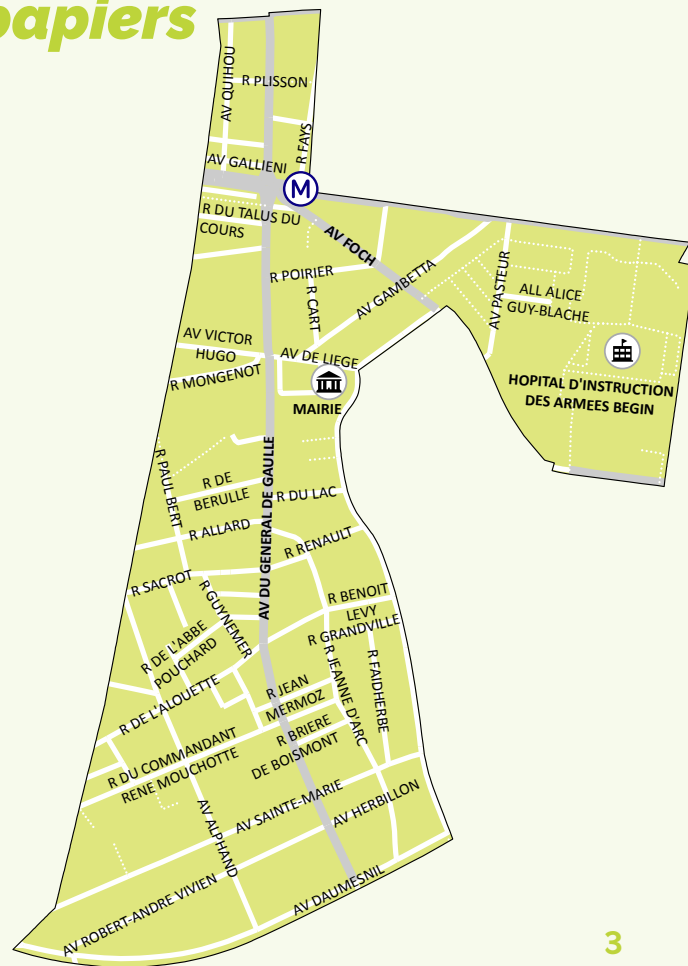 papiers
AV QUIHOU
R PLISSON
R FAYS
AV GALLIENI
M
R DU TALUS DU
COURS
AV FOCH
R POIRIER
R CART
AV GAMBETTA
AV PASTEUR
ALL ALICE
GUY-BLACHE
AV VICTOR
HUGO
AV DE LIEGE
R MONGENOT
MAIRIE
HOPITAL D'INSTRUCTION
DES ARMEES BEGIN
R PAUL BERT
R DE
BERULLE
R DU LAC
AV DU GENERAL DE GAULLE
R ALLARD
R RENAULT
R SACROT
R GUYNEMER
R BENOIT
LEVY
R GRANDVILLE
R DE L'ABBE
POUCHARD
R JEANNE D'ARC
R FAIDHERBE
R DE L'ALOUETTE
R JEAN
MERMOZ
R BRIERE
DE BOISMONT
R DU COMMANDANT
RENE MOUCHOTTE
AV SAINTE-MARIE
AV HERBILLON
AV ALPHAND
AV ROBERT-ANDRE VIVIEN
AV DAUMESNIL
3